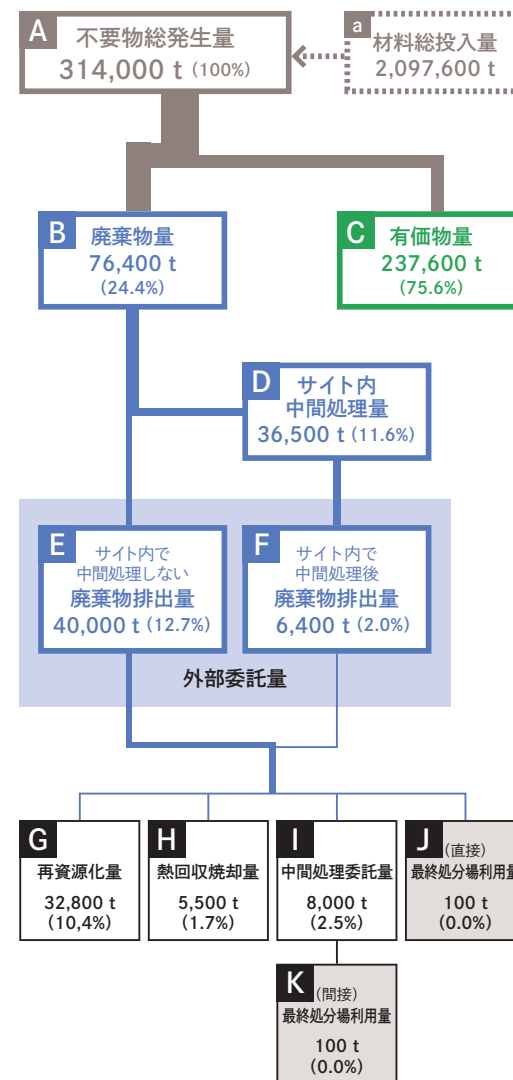 A
不要物総発生量
314,000 t (100%)
a
材料総投入量
2,097,600 t
B
廃棄物量
76,400 t
(24.4%)
C
有価物量
237,600 t
(75.6%)
D
サイト内
中間処理量
36,500 t (11.6%)
E
サイト内で
中間処理しない
廃棄物排出量
40,000 t (12.7%)
F
サイト内で
中間処理後
廃棄物排出量
6,400 t (2.0%)
外部委託量
G
再資源化量
32,800 t
(10,4%)
H
熱回収焼却量
5,500 t
(1.7%)
I
中間処理委託量
8,000 t
(2.5%)
J
(直接)
最終処分場利用量
100 t
(0.0%)
K
(間接)
最終処分場利用量
100 t
(0.0%)